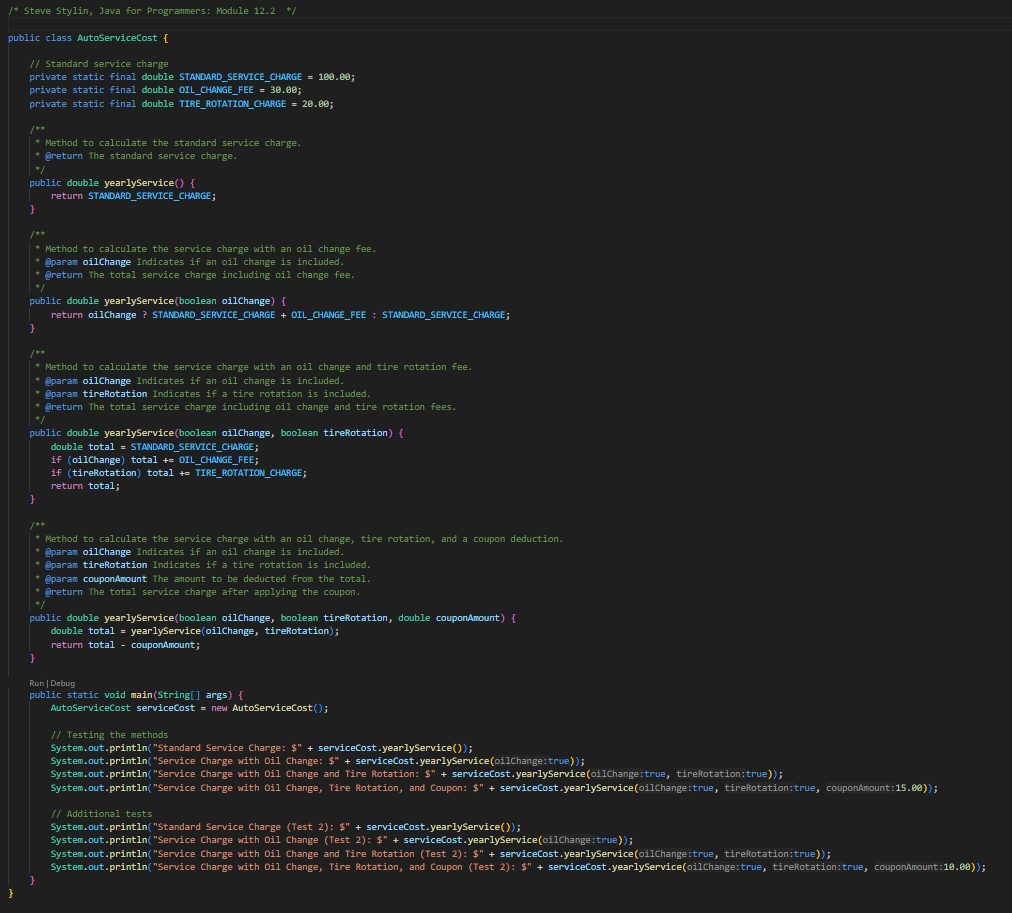 /* Steve Stylin, Java for Programmers: Module 12.2  */
public class AutoServiceCost {
    // Standard service charge
    private static final double STANDARD_SERVICE_CHARGE = 100.00;
    private static final double OIL_CHANGE_FEE = 30.00;
    private static final double TIRE_ROTATION_CHARGE = 20.00;
    /**
     * Method to calculate the standard service charge.
     * @return The standard service charge.
     */
    public double yearlyService() {
        return STANDARD_SERVICE_CHARGE;
    }
    /**
     * Method to calculate the service charge with an oil change fee.
     * @param oilChange Indicates if an oil change is included.
     * @return The total service charge including oil change fee.
     */
    public double yearlyService(boolean oilChange) {
        return oilChange ? STANDARD_SERVICE_CHARGE + OIL_CHANGE_FEE : STANDARD_SERVICE_CHARGE;
    }
    /**
     * Method to calculate the service charge with an oil change and tire rotation fee.
     * @param oilChange Indicates if an oil change is included.
     * @param tireRotation Indicates if a tire rotation is included.
     * @return The total service charge including oil change and tire rotation fees.
     */
    public double yearlyService(boolean oilChange, boolean tireRotation) {
        double total = STANDARD_SERVICE_CHARGE;
        if (oilChange) total += OIL_CHANGE_FEE;
        if (tireRotation) total += TIRE_ROTATION_CHARGE;
        return total;
    }
    /**
     * Method to calculate the service charge with an oil change, tire rotation, and a coupon deduction.
     * @param oilChange Indicates if an oil change is included.
     * @param tireRotation Indicates if a tire rotation is included.
     * @param couponAmount The amount to be deducted from the total.
     * @return The total service charge after applying the coupon.
     */
    public double yearlyService(boolean oilChange, boolean tireRotation, double couponAmount) {
        double total = yearlyService(oilChange, tireRotation);
        return total - couponAmount;
    }
    Run | Debug
    public static void main(String[] args) {
        AutoServiceCost serviceCost = new AutoServiceCost();
        // Testing the methods
        System.out.println("Standard Service Charge: $" + serviceCost.yearlyService());
        System.out.println("Service Charge with Oil Change: $" + serviceCost.yearlyService(oilChange:true));
        System.out.println("Service Charge with Oil Change and Tire Rotation: $" + serviceCost.yearlyService(oilChange:true, tireRotation:true));
        System.out.println("Service Charge with Oil Change, Tire Rotation, and Coupon: $" + serviceCost.yearlyService(oilChange:true, tireRotation:true, couponAmount:15.00));
        // Additional tests
        System.out.println("Standard Service Charge (Test 2): $" + serviceCost.yearlyService());
        System.out.println("Service Charge with Oil Change (Test 2): $" + serviceCost.yearlyService(oilChange:true));
        System.out.println("Service Charge with Oil Change and Tire Rotation (Test 2): $" + serviceCost.yearlyService(oilChange:true, tireRotation:true));
        System.out.println("Service Charge with Oil Change, Tire Rotation, and Coupon (Test 2): $" + serviceCost.yearlyService(oilChange:true, tireRotation:true, couponAmount:10.00));
    }
}